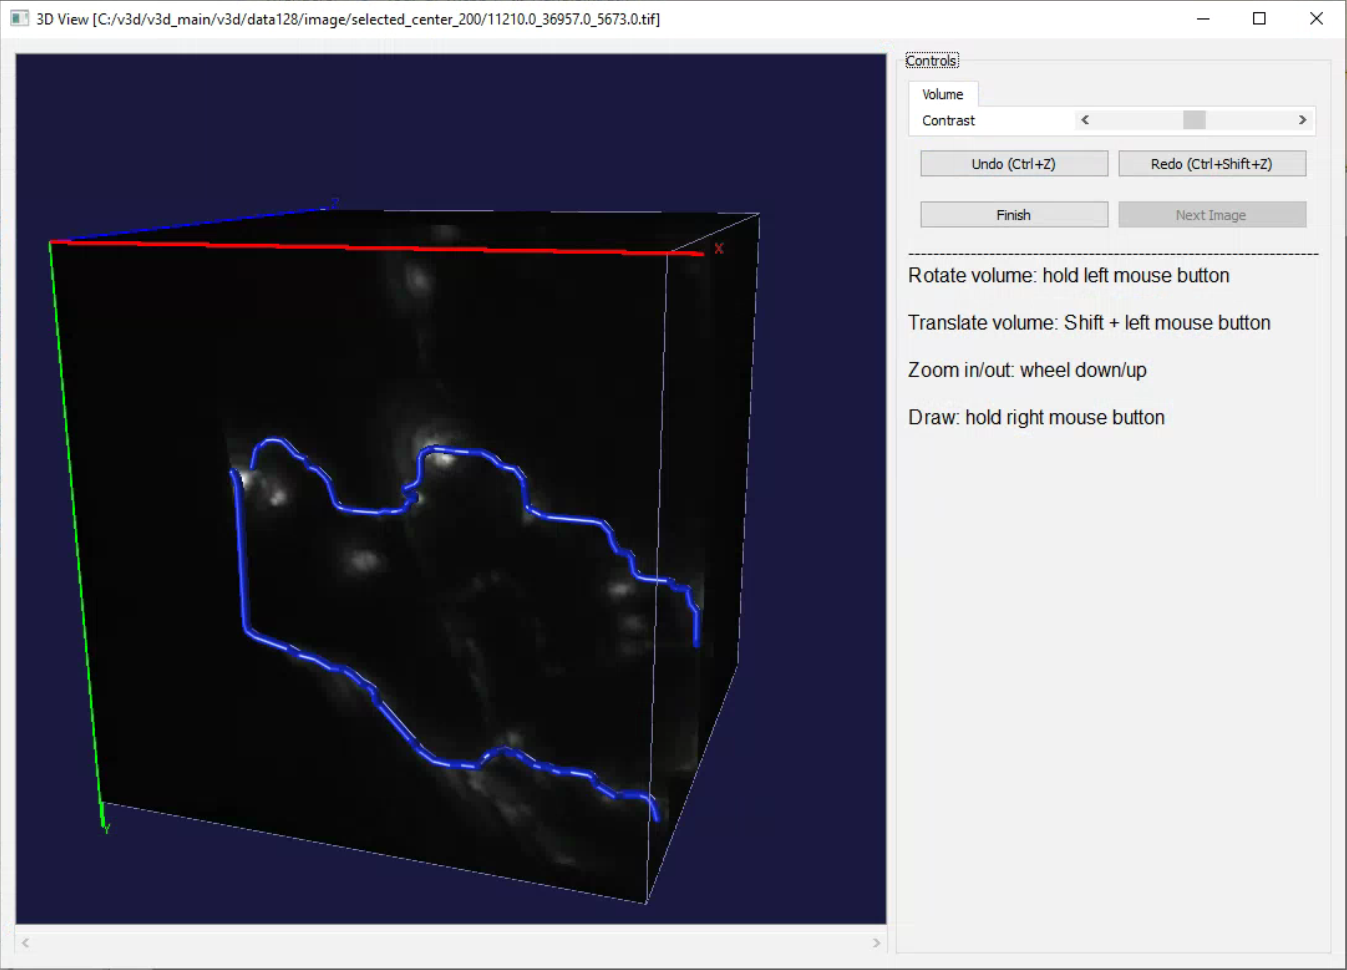 3D View [C:/v3d/v3d_main/v3d/data128/image/selected_center_200/11210.0_36957.0_5673.0.tif]
Controls
Volume
Contrast
Undo (Ctrl+Z) Redo (Ctrl+Shift+Z)
Finish Next Image
Z
X
Rotate volume: hold left mouse button
Translate volume: Shift + left mouse button
Zoom in/out: wheel down/up
Draw: hold right mouse button
Y